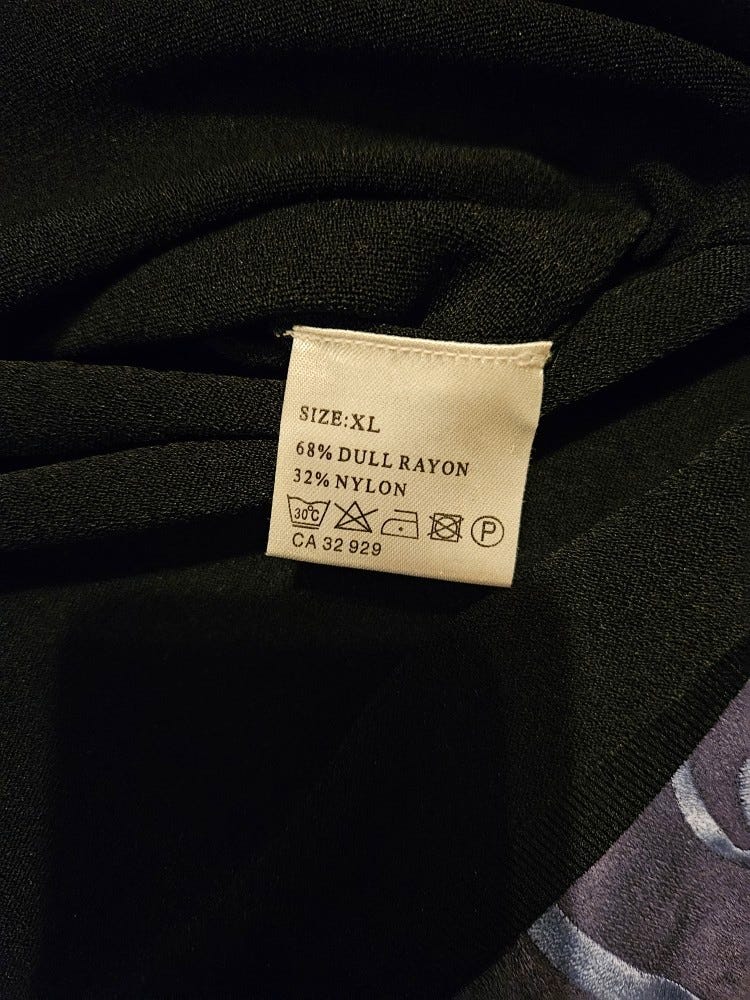 SIZE:XL
68% DULL RAYON
32% NYLON
30°C P
CA 32 929